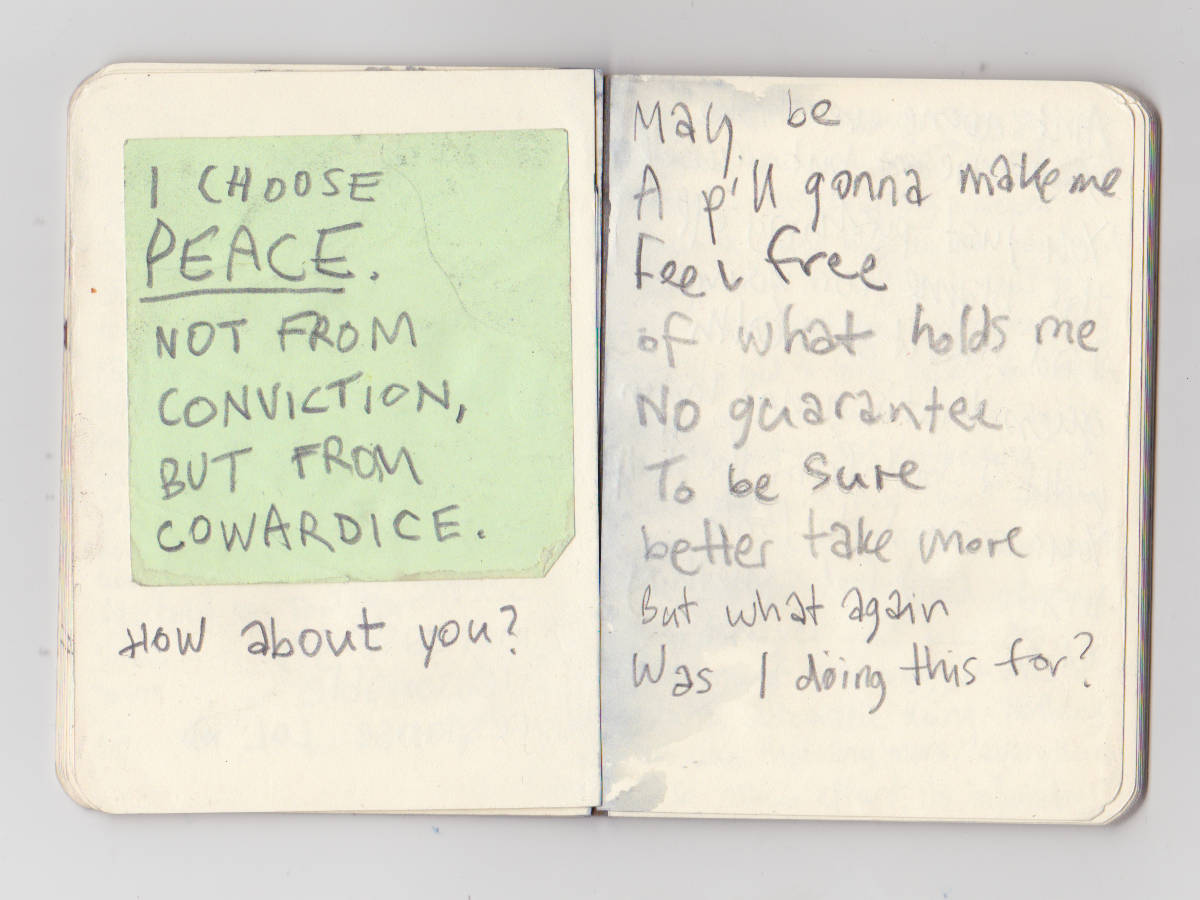 I CHOOSE
PEACE.
NOT FROM
CONVICTION,
BUT FROM
COWARDICE.
How about you?
May be
A pill gonna make me
Feel free
of what holds me
No guarantee
To be sure
better take more
But what again
Was I doing this for?